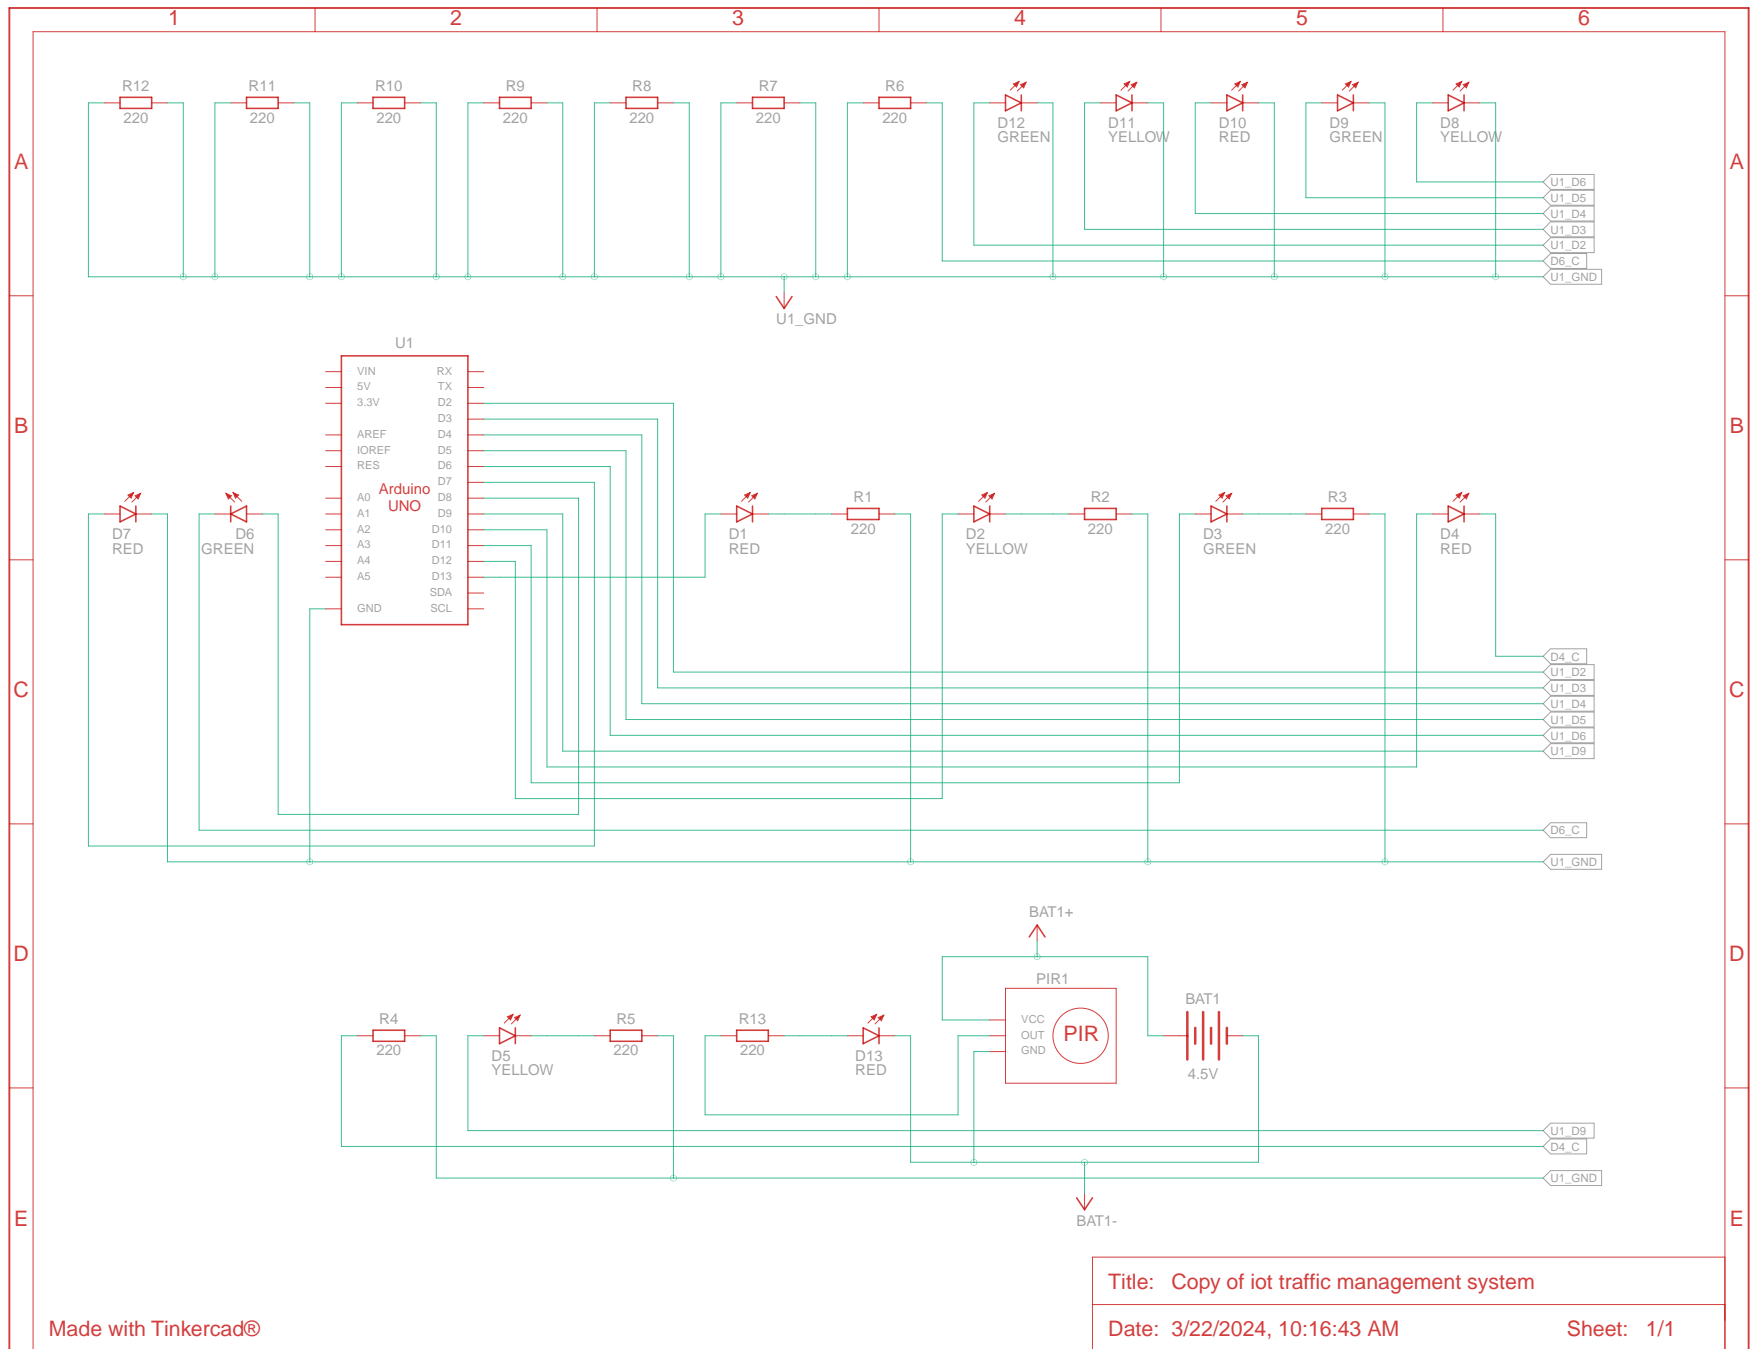 1 2 3 4 5 6
R12 R11 R10 R9 R8 R7 R6
220 220 220 220 220 220 220
D12 D11 D10 D9 D8
GREEN YELLOW RED GREEN YELLOW
A A
U1_D6
U1_D5
U1_D4
U1_D3
U1_D2
D6_C
U1_GND
U1_GND
U1
VIN RX
5V TX
3.3V D2
D3
AREF D4
IOREF D5
RES D6
D7
A0 D8
A1 D9
A2 D10
A3 D11
A4 D12
A5 D13
SDA
GND SCL
Arduino
UNO
B B
D7 D6
RED GREEN
R1 R2 R3
D1 220 D2 220 D3 220 D4
RED YELLOW GREEN RED
D4_C
U1_D2
U1_D3
U1_D4
U1_D5
U1_D6
U1_D9
C C
D6_C
U1_GND
BAT1+
D D
PIR1
VCC
OUT
GND
PIR
BAT1
4.5V
R4 R5 R13
220 D5 220 220 D13
YELLOW RED
U1_D9
D4_C
U1_GND
BAT1-
E E
Title: Copy of iot traffic management system
Made with Tinkercad®
Date: 3/22/2024, 10:16:43 AM Sheet: 1/1